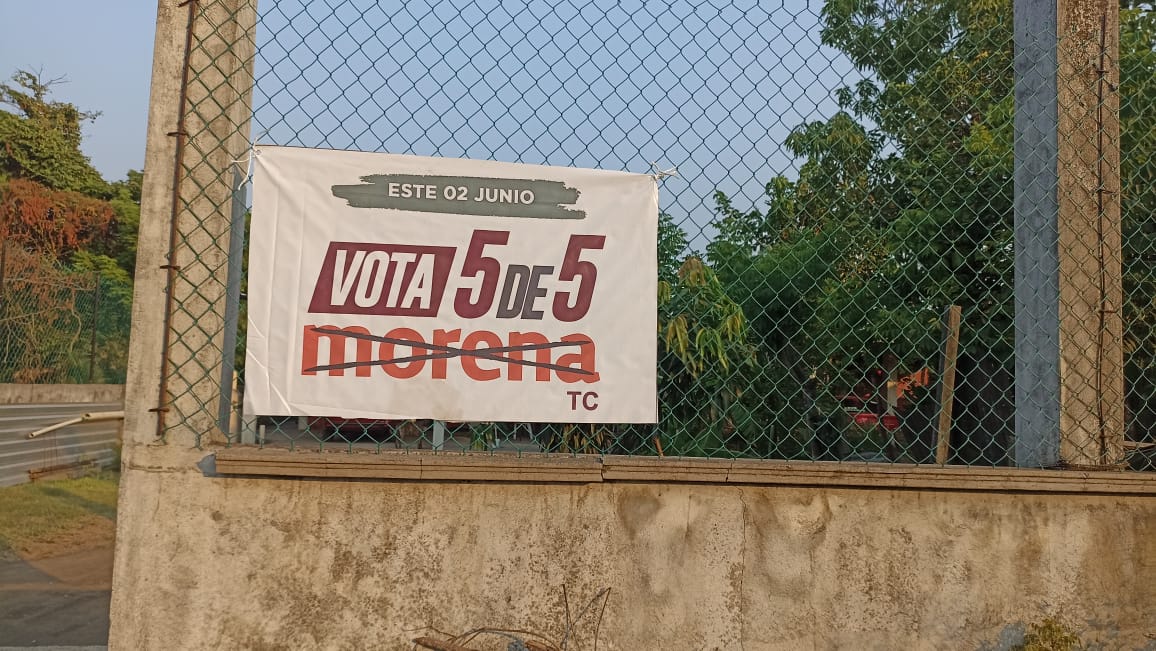 ESTE 02 JUNIO
VOTA 5 DE 5
morena
TC